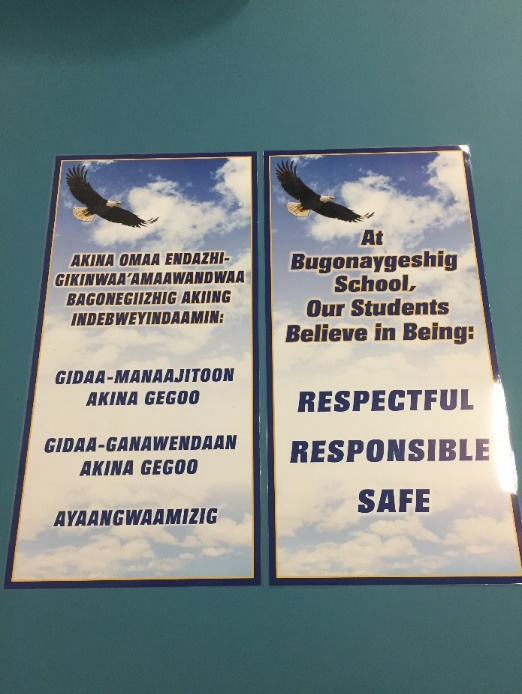 AKINA OMAA ENDAZHI-
GIKINWAA'AMAAWANDWAA
BAGONEGIIZHIG AKIING
INDEBWEYINDAAMIN:
GIDAA-MANAAJITOON
AKINA GEGOO
GIDAA-GANAWENDAAN
AKINA GEGOO
AYAANGWAAMIZIG
At
Bugonaygeshig
School,
Our Students
Believe in Being:
RESPECTFUL
RESPONSIBLE
SAFE